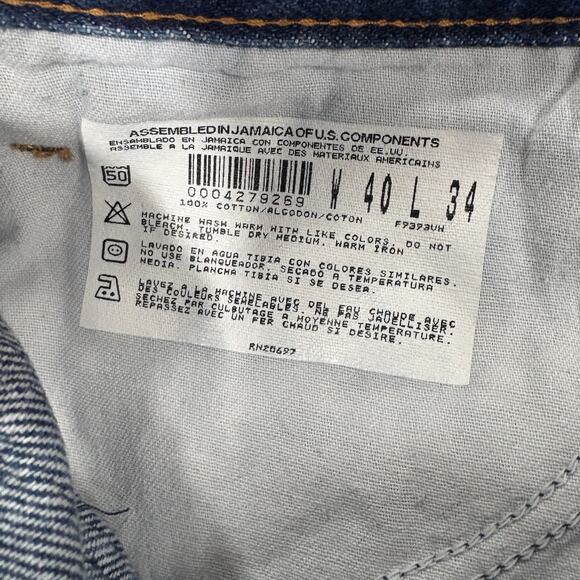 ASSEMBLED IN JAMAICA OF U.S. COMPONENTS
ENSAMBLADO EN JAMAICA CON COMPONENTES DE EE.UU.
ASSEMBLE A LA JAMAIQUE AVEC DES MATERIAUX AMERICAINS
50
0004279269 W 40 L 34
100% COTTON/ALGODON/COTON F9393VW
MACHINE WASH WARM WITH LIKE COLORS. DO NOT
BLEACH. TUMBLE DRY MEDIUM. WARM IRON
IF DESIRED.
LAVADO EN AGUA TIBIA CON COLORES SIMILARES.
NO USE BLANQUEADOR. SECADO A TEMPERATURA
MEDIA. PLANCHA TIBIA SI SE DESEA.
LAVEZ A LA MACHINE AVEC DEL EAU CHAUDE AVEC
DES COULEURS SEMBLABLES. NE PAS JAVELLISER.
SECHEZ PAR CULBUTAGE A MOYENNE TEMPERATURE.
REPASSEZ AVEC UN FER CHAUD SI DESIRE.
RN20697